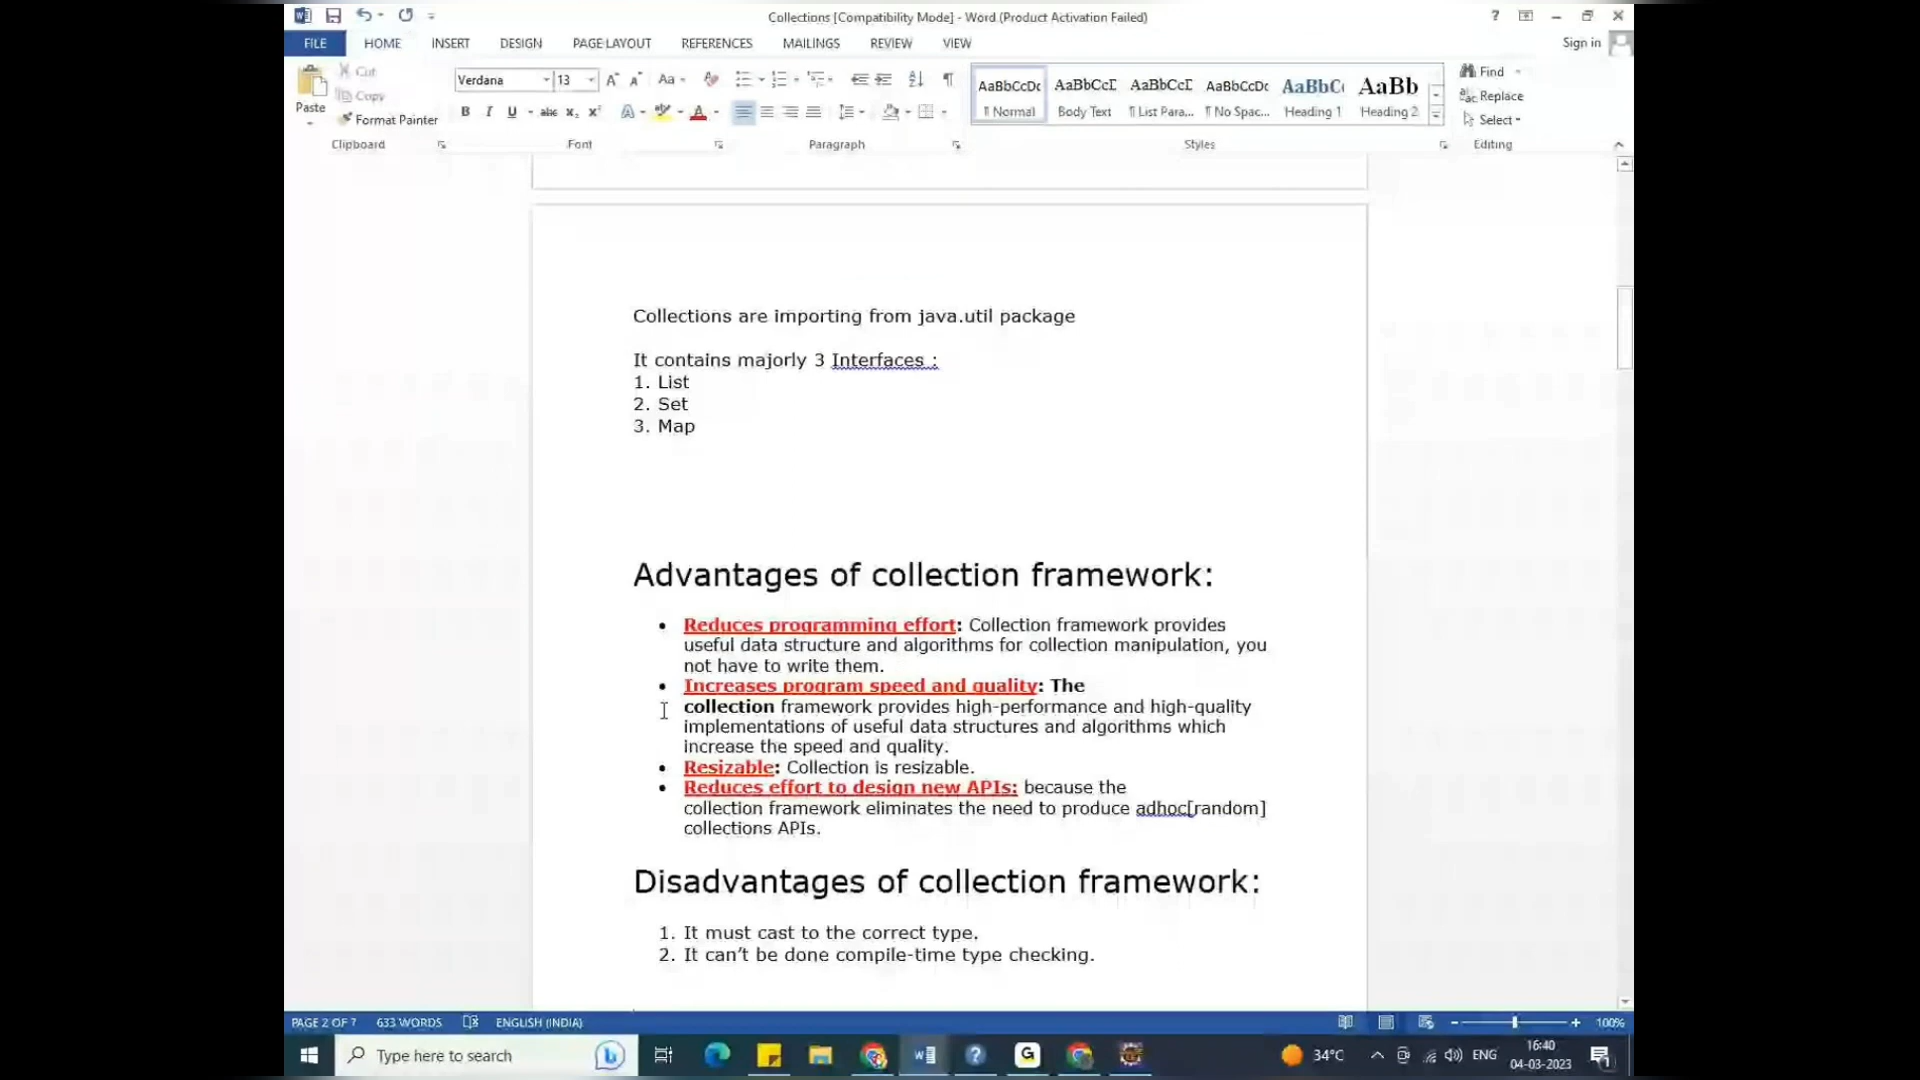 Collections [Compatibility Mode] - Word (Product Activation Failed)
FILE HOME INSERT DESIGN PAGE LAYOUT REFERENCES MAILINGS REVIEW VIEW Sign in
Paste
Cut
Copy
Format Painter
Verdana 13
AaBbCcDc AaBbCcD AaBbCcD AaBbCcDc AaBbC AaBb
¶ Normal Body Text ¶ List Para... ¶ No Spac... Heading 1 Heading 2
Find
Replace
Select
Clipboard Font Paragraph Styles Editing
Collections are importing from java.util package
It contains majorly 3 Interfaces :
1. List
2. Set
3. Map
Advantages of collection framework:
• Reduces programming effort: Collection framework provides
useful data structure and algorithms for collection manipulation, you
not have to write them.
• Increases program speed and quality: The
collection framework provides high-performance and high-quality
implementations of useful data structures and algorithms which
increase the speed and quality.
• Resizable: Collection is resizable.
• Reduces effort to design new APIs: because the
collection framework eliminates the need to produce adhoc[random]
collections APIs.
Disadvantages of collection framework:
1. It must cast to the correct type.
2. It can’t be done compile-time type checking.
PAGE 2 OF 7 633 WORDS ENGLISH (INDIA) 100%
Type here to search 34°C ENG 16:40
04-03-2023